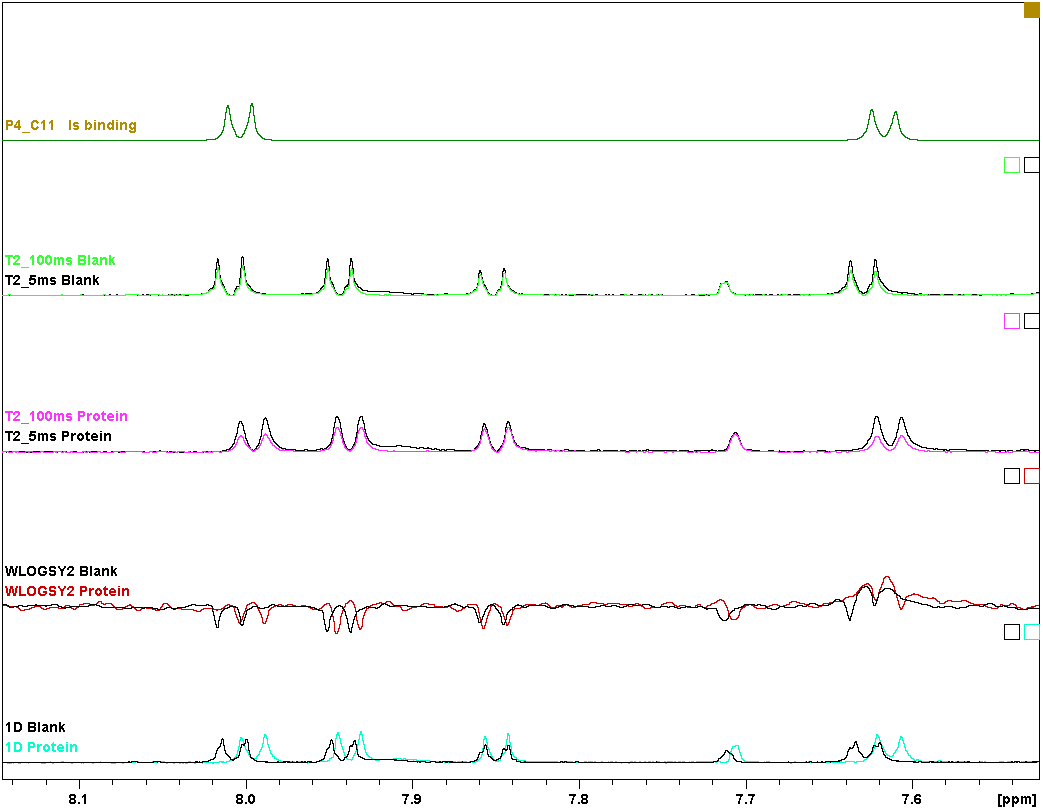 P4_C11 Is binding
T2_100ms Blank
T2_5ms Blank
T2_100ms Protein
T2_5ms Protein
WLOGSY2 Blank
WLOGSY2 Protein
1D Blank
1D Protein
8.1 8.0 7.9 7.8 7.7 7.6 [ppm]